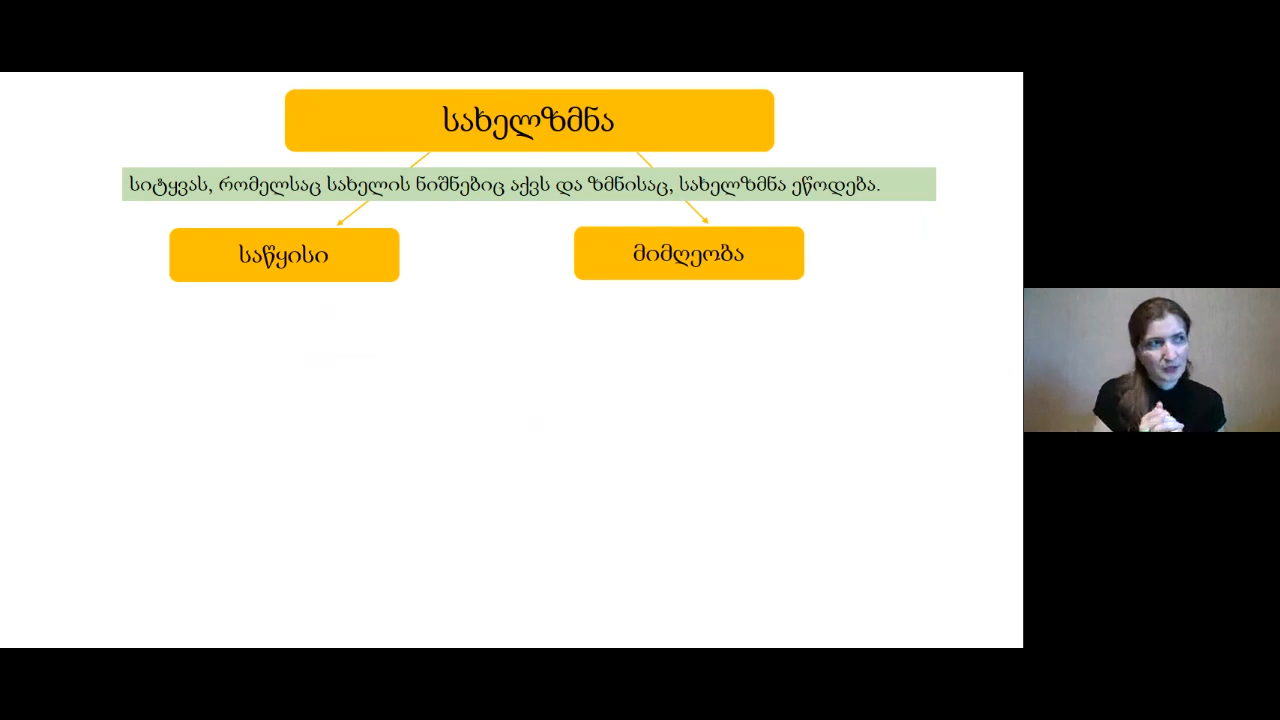 სახელზმნა
სიტყვას, რომელსაც სახელის ნიშნებიც აქვს და ზმნისაც, სახელზმნა ეწოდება.
საწყისი
მიმღეობა